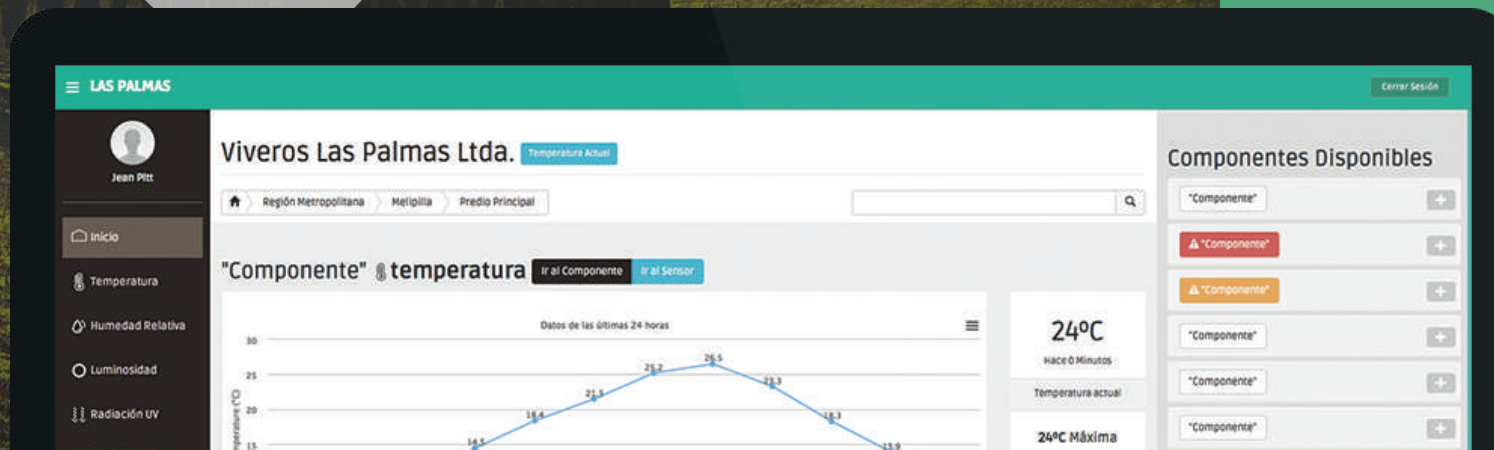 LAS PALMAS
Cerrar Sesión
Jean Pitt
Inicio
Temperatura
Humedad Relativa
Luminosidad
Radiación UV
Viveros Las Palmas Ltda. Temperatura Actual
Región Metropolitana Melipilla Predio Principal
"Componente" temperatura Ir al Componente Ir al Sensor
Datos de las últimas 24 horas
30
25
20
15
14.5
18.4
21.5
25.2
26.5
23.3
18.3
13.9
24ºC
Hace 0 Minutos
Temperatura actual
24ºC Máxima
Componentes Disponibles
"Componente"
"Componente"
"Componente"
"Componente"
"Componente"
"Componente"